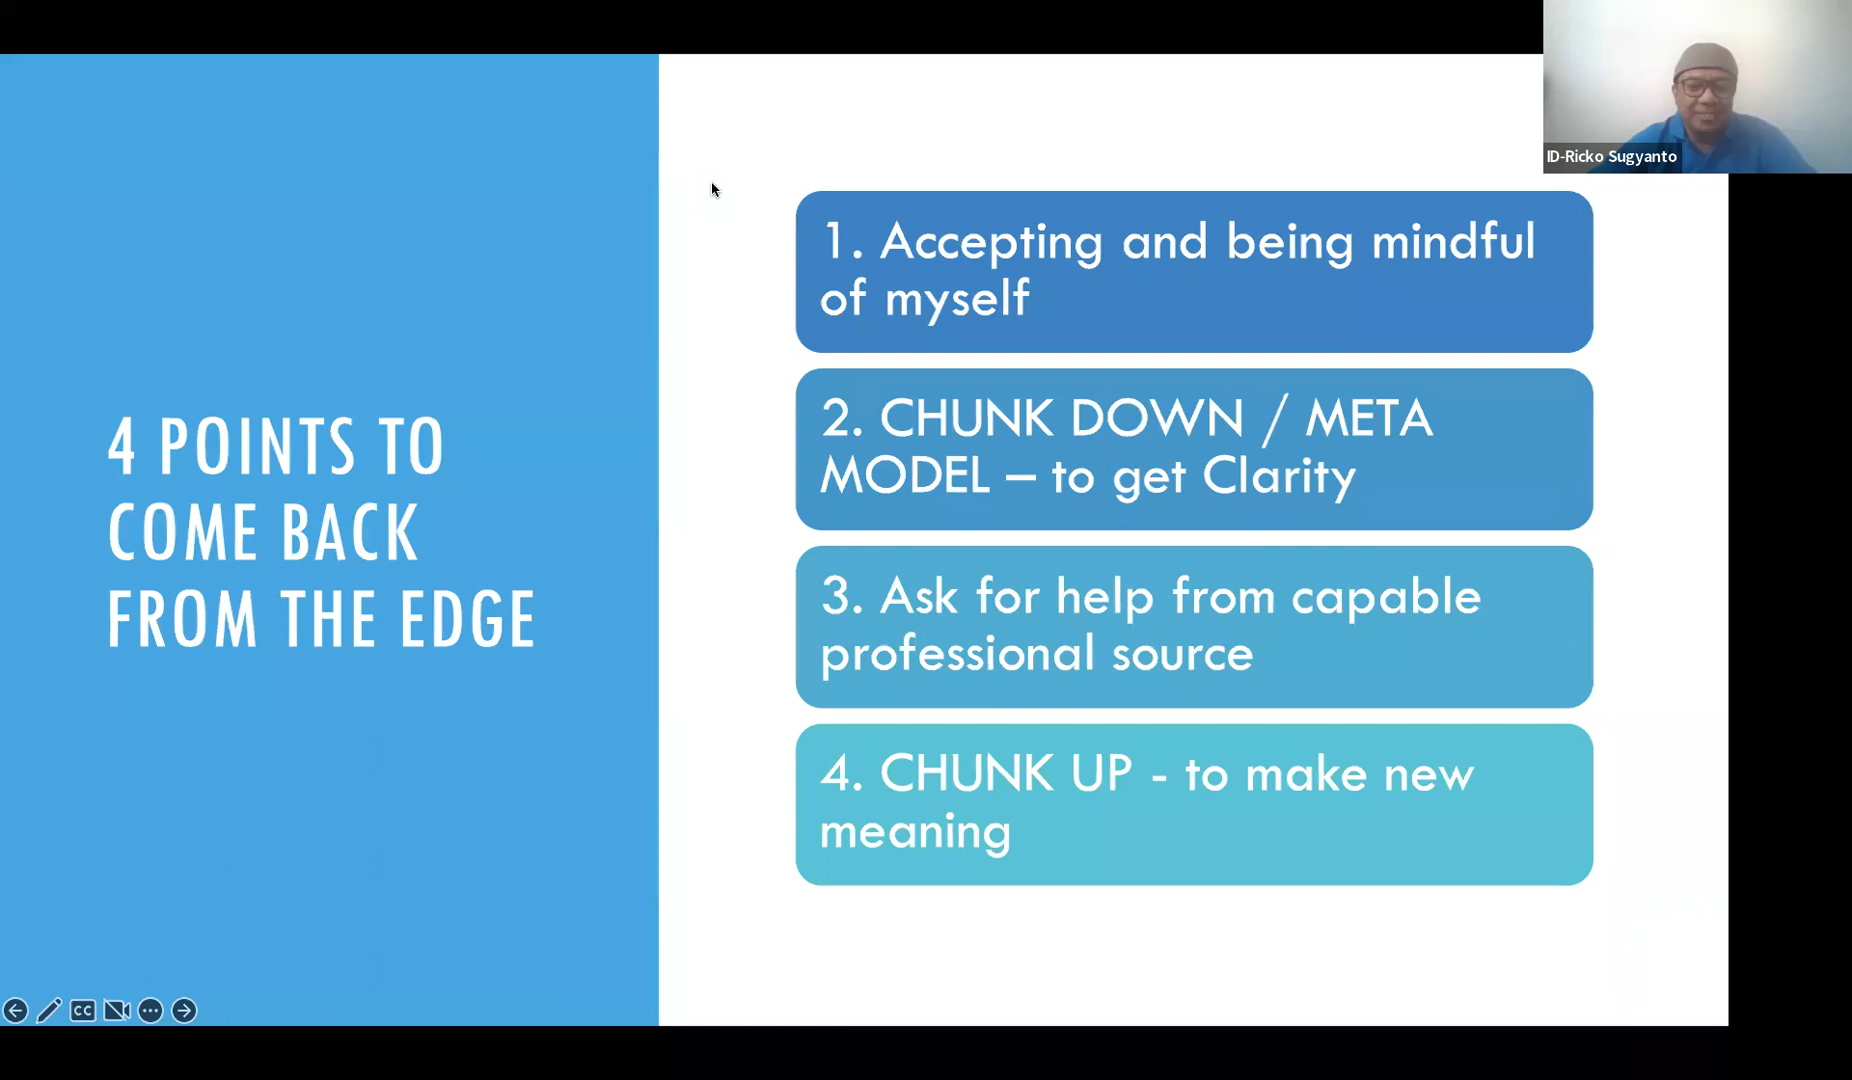 4 POINTS TO
COME BACK
FROM THE EDGE
1. Accepting and being mindful
of myself
2. CHUNK DOWN / META
MODEL – to get Clarity
3. Ask for help from capable
professional source
4. CHUNK UP - to make new
meaning
ID-Ricko Sugyanto
CC